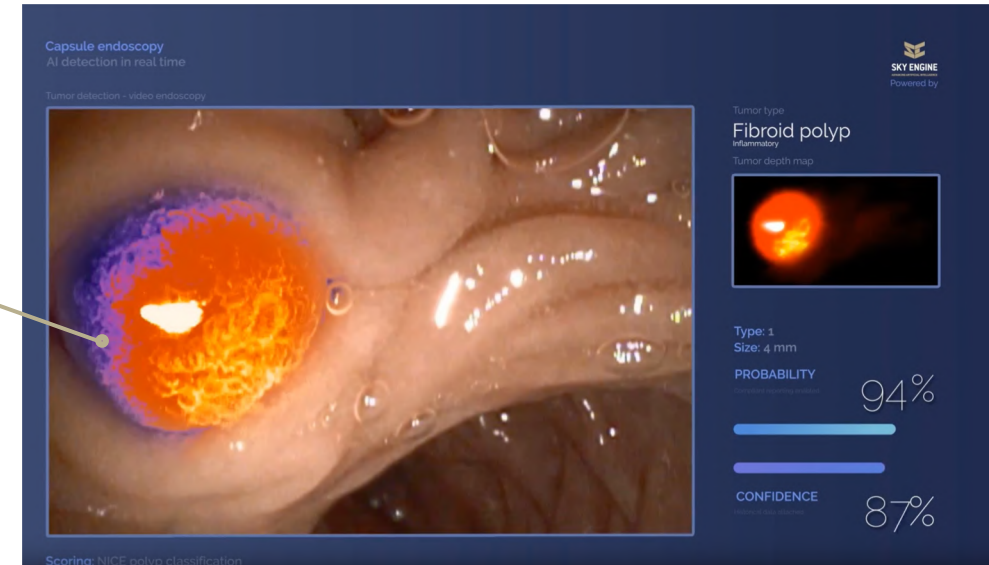 Capsule endoscopy
AI detection in real time
Tumor detection - video endoscopy
SKY ENGINE
Powered by
Tumor type
Fibroid polyp
Inflammatory
Tumor depth map
Type: 1
Size: 4 mm
PROBABILITY
94%
CONFIDENCE
87%
Scoring: NICE polyp classification